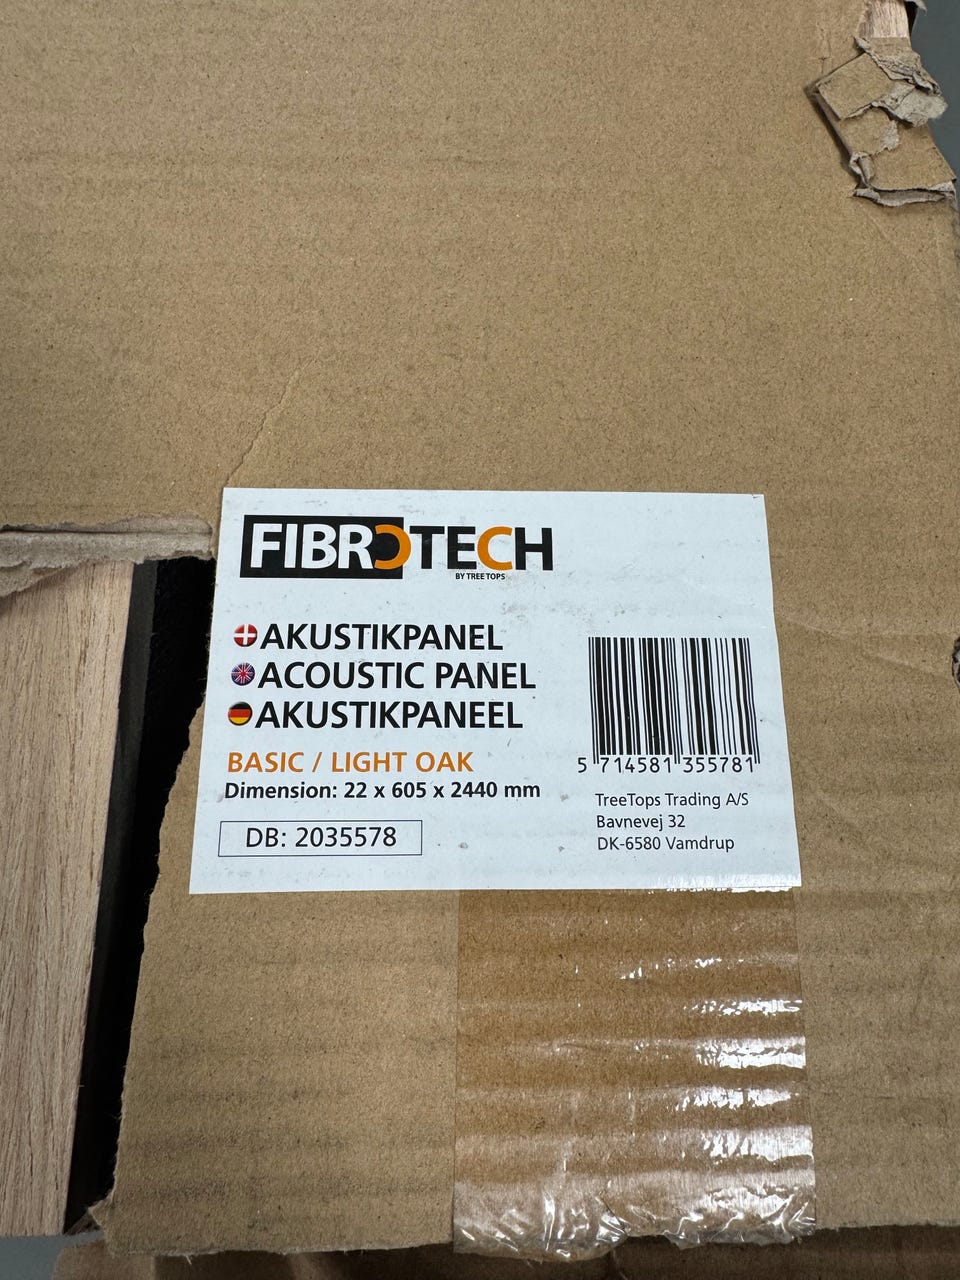 FIBROTECH
BY TREE TOPS
AKUSTIKPANEL
ACOUSTIC PANEL
AKUSTIKPANEEL
BASIC / LIGHT OAK
Dimension: 22 x 605 x 2440 mm
DB: 2035578
5 714581 355781
TreeTops Trading A/S
Bavnevej 32
DK-6580 Vamdrup